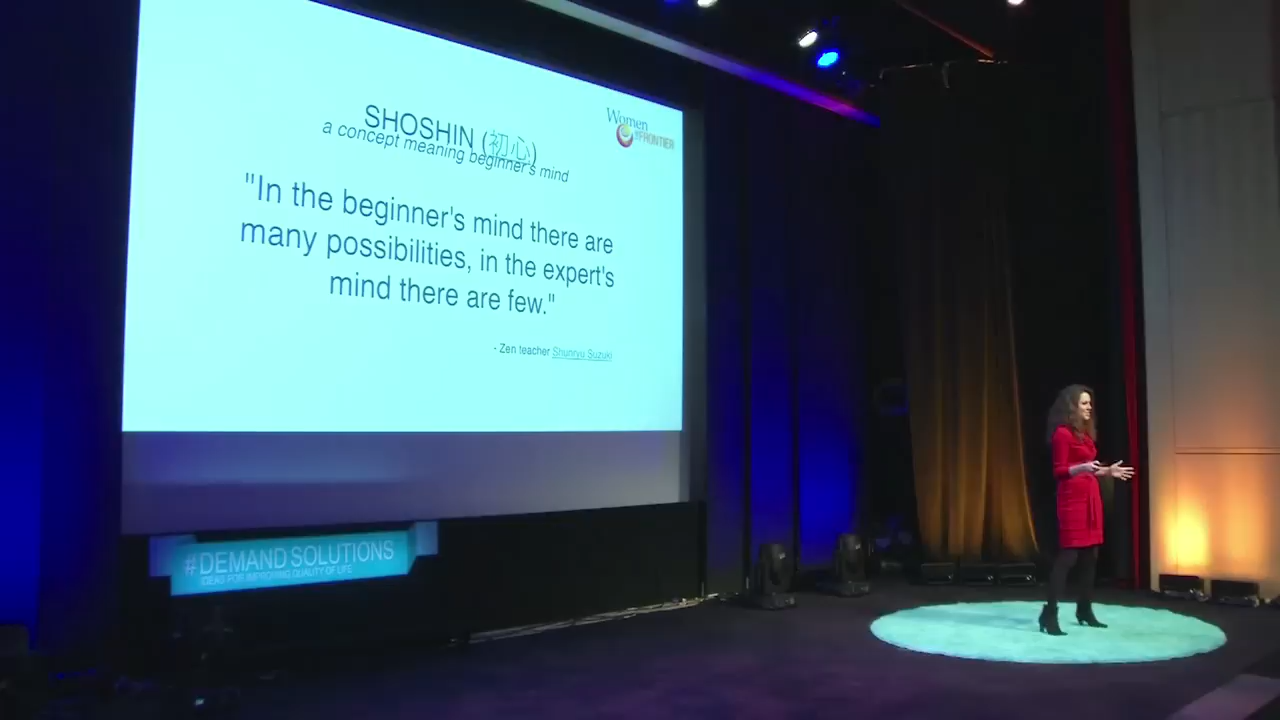 SHOSHIN (初心)
a concept meaning beginner's mind
Women
THE FRONTIER
"In the beginner's mind there are
many possibilities, in the expert's
mind there are few."
- Zen teacher Shunryu Suzuki
#DEMAND SOLUTIONS
IDEAS FOR IMPROVING QUALITY OF LIFE